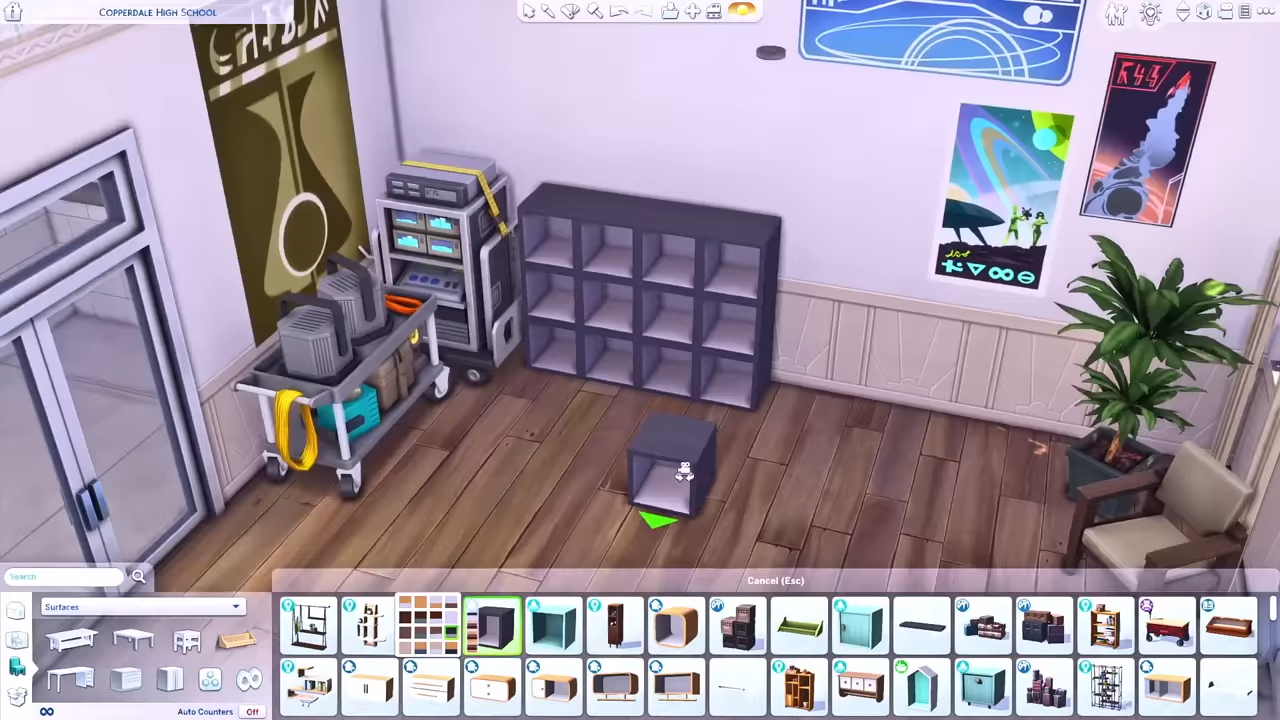 COPPERDALE HIGH SCHOOL
Cancel (Esc)
Search
Surfaces
Auto Counters Off